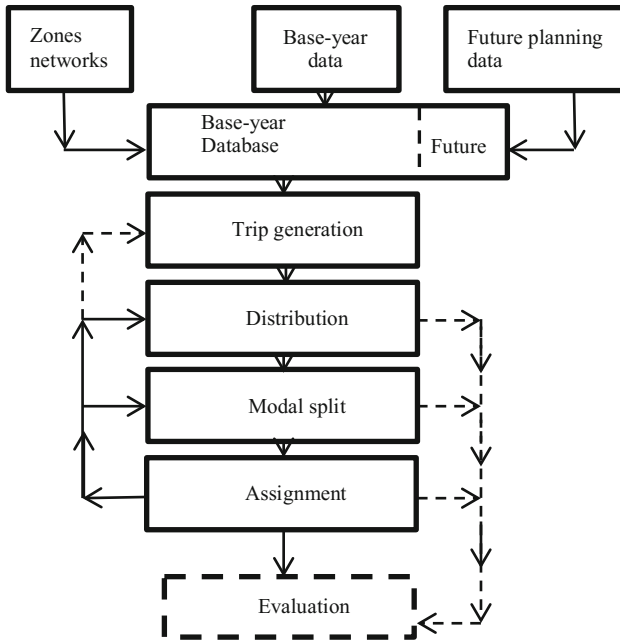 Zones
networks
Base-year
data
Future planning
data
Base-year
Database
Future
Trip generation
Distribution
Modal split
Assignment
Evaluation